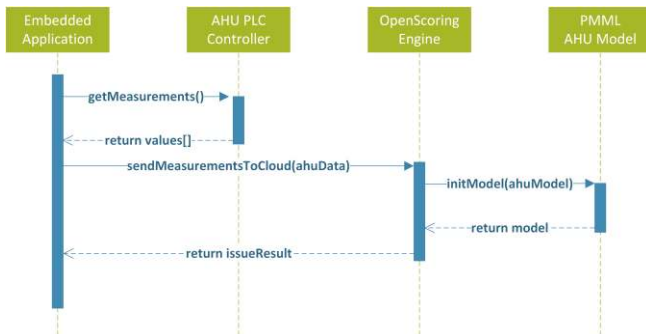 Embedded
Application
AHU PLC
Controller
OpenScoring
Engine
PMML
AHU Model
getMeasurements()
return values[]
sendMeasurementsToCloud(ahuData)
initModel(ahuModel)
return model
return issueResult